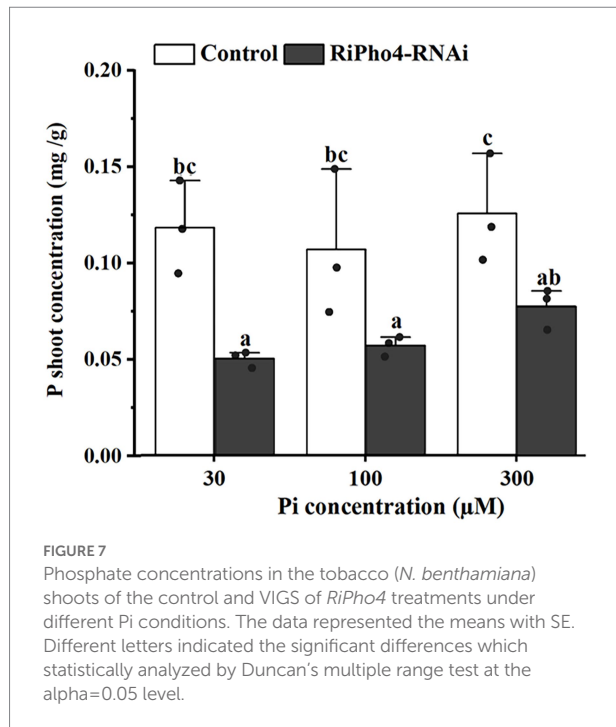 Control RiPho4-RNAi
0.20
0.15
0.10
0.05
0.00
P shoot concentration (mg /g)
bc
a
bc
a
c
ab
30
100
300
Pi concentration (µM)
FIGURE 7
Phosphate concentrations in the tobacco (N. benthamiana)
shoots of the control and VIGS of RiPho4 treatments under
different Pi conditions. The data represented the means with SE.
Different letters indicated the significant differences which
statistically analyzed by Duncan’s multiple range test at the
alpha=0.05 level.